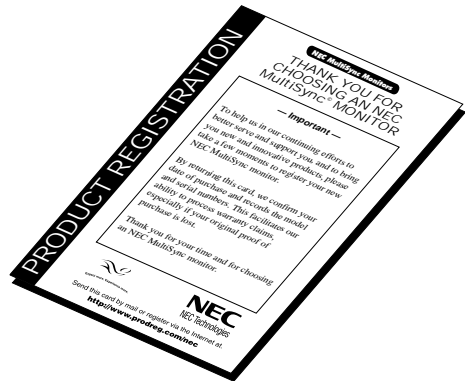 PRODUCT REGISTRATION
NEC MultiSync Monitors
THANK YOU FOR
CHOOSING AN NEC
MultiSync® MONITOR
— Important —
To help us in our continuing efforts to
better serve and support you, and to bring
you new and innovative products, please
take a few moments to register your new
NEC MultiSync monitor.
By returning this card, we confirm your
date of purchase and records the model
and serial numbers. This facilitates our
ability to process warranty claims,
especially if your original proof of
purchase is lost.
Thank you for your time and for choosing
an NEC MultiSync monitor.
NEC
NEC Technologies
Send this card by mail or register via the Internet at.
http://www.prodreg.com/nec